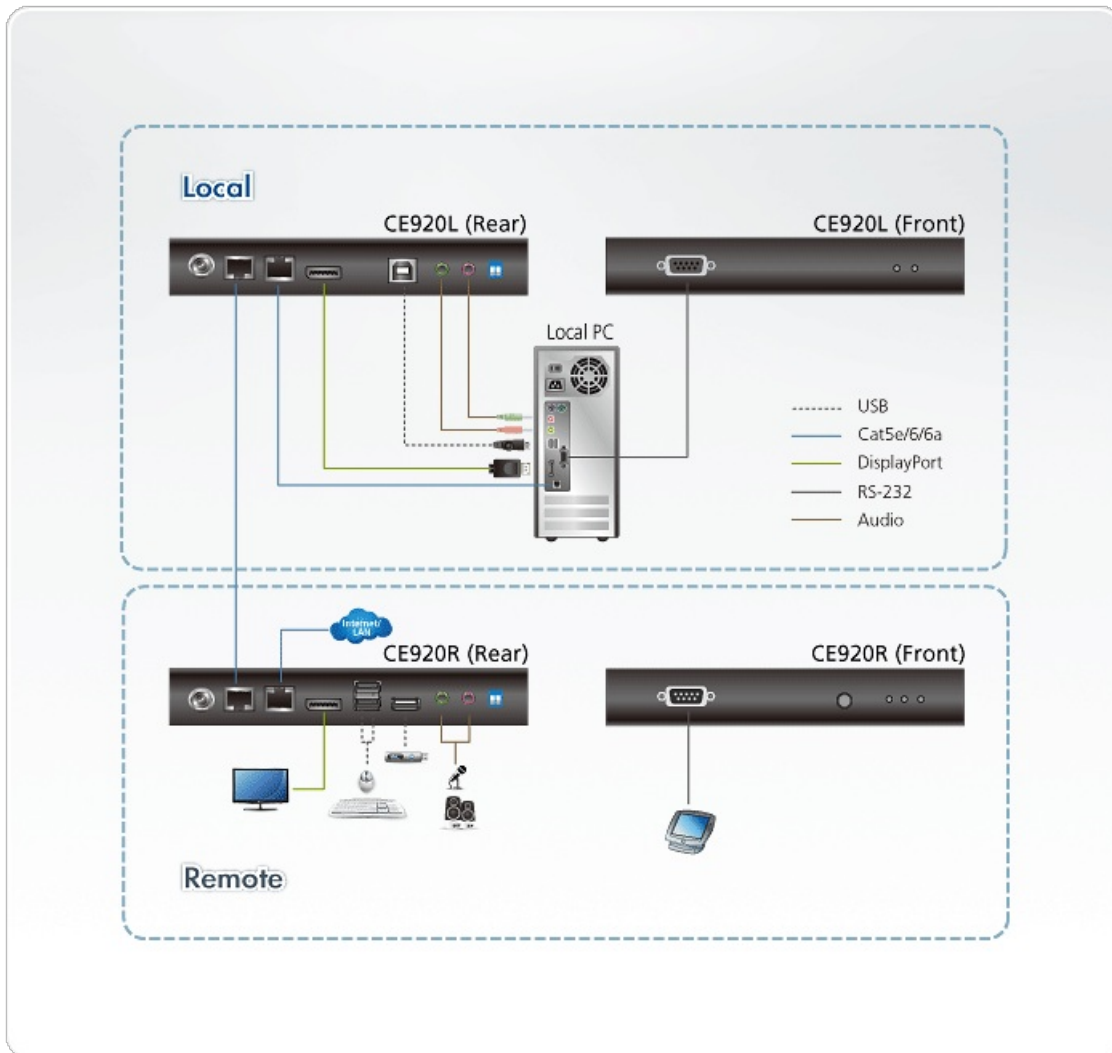 Local
CE920L (Rear)
CE920L (Front)
Local PC
USB
Cat5e/6/6a
DisplayPort
RS-232
Audio
Internet/
LAN
CE920R (Rear)
CE920R (Front)
Remote